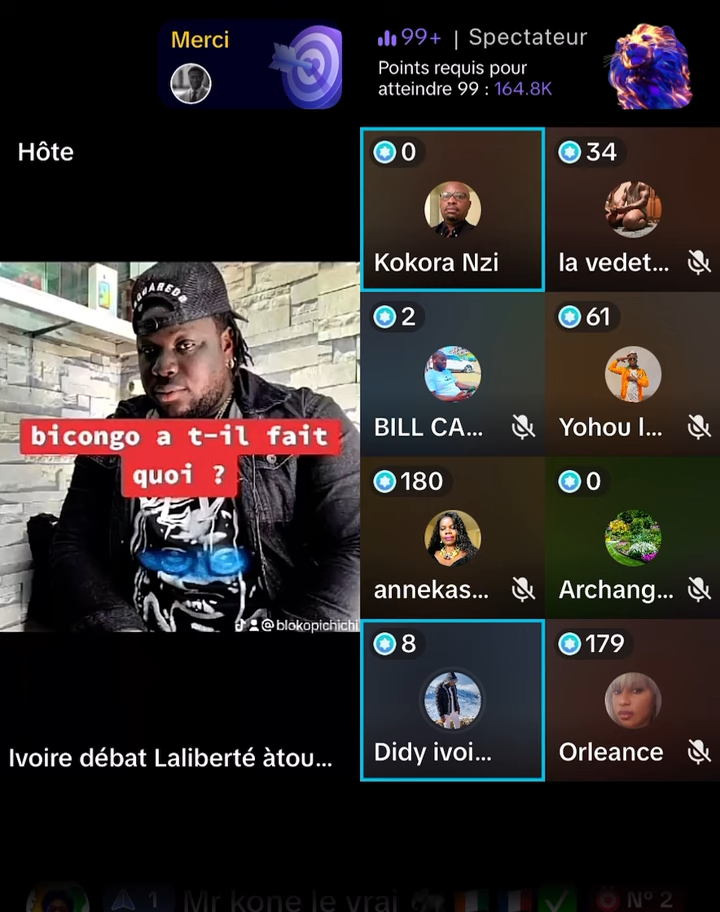 Merci
99+ | Spectateur
Points requis pour
atteindre 99 : 164.8K
Hôte
SQUARED2
bicongo a t-il fait
quoi ?
@blokopichichi
Ivoire débat Laliberté àtou...
0
Kokora Nzi
34
la vedet...
2
BILL CA...
61
Yohou l...
180
annekas...
0
Archang...
8
Didy ivoi...
179
Orleance
1
Mr kone le vrai
N° 2